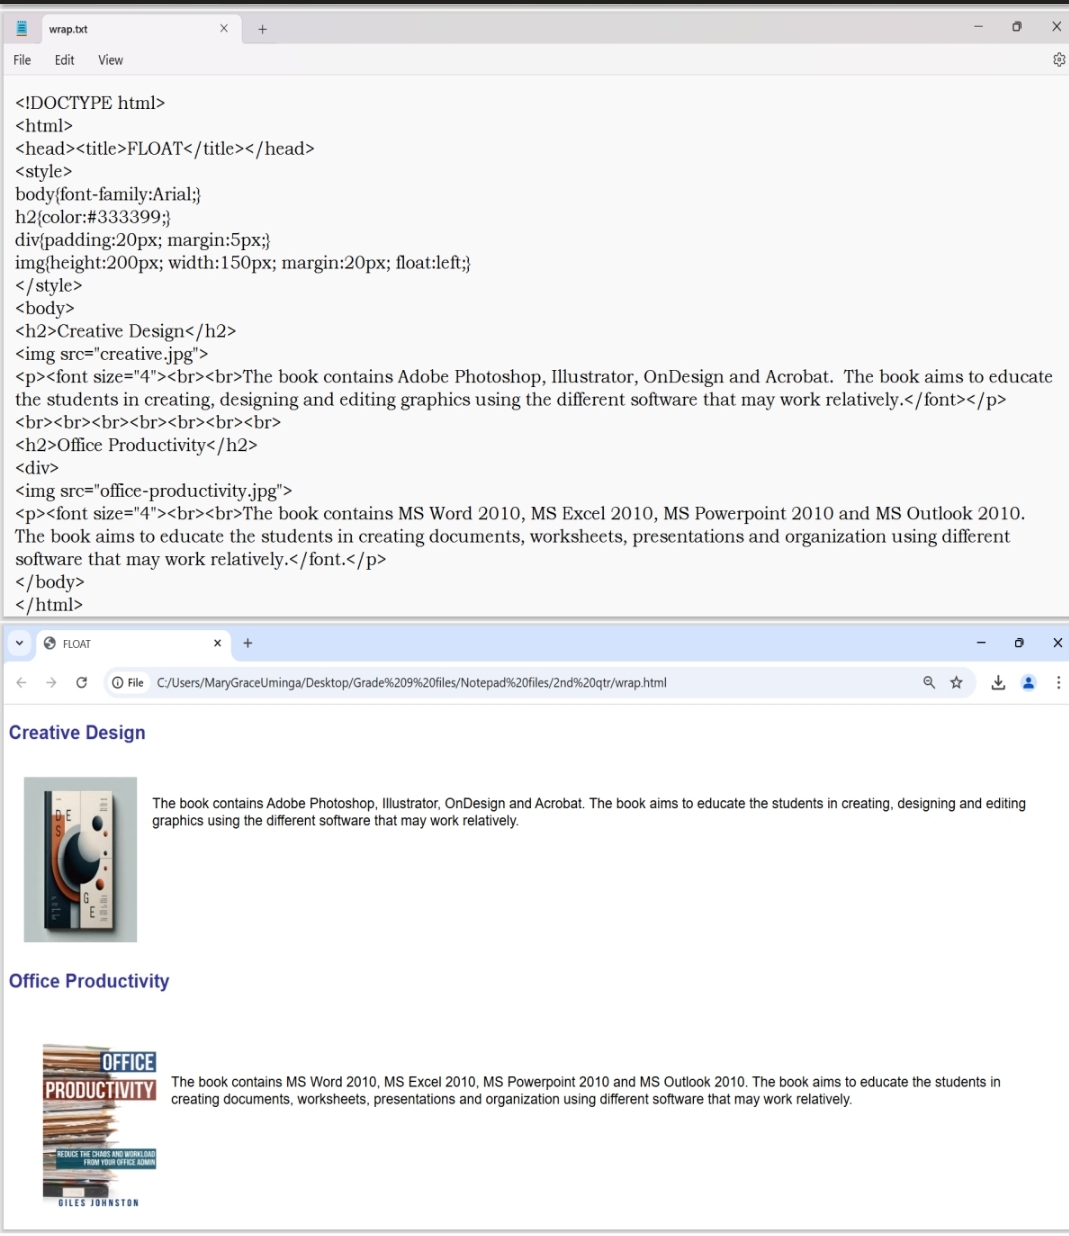 wrap.txt
File Edit View
<!DOCTYPE html>
<html>
<head><title>FLOAT</title></head>
<style>
body{font-family:Arial;}
h2{color:#333399;}
div{padding:20px; margin:5px;}
img{height:200px; width:150px; margin:20px; float:left;}
</style>
<body>
<h2>Creative Design</h2>
<img src="creative.jpg">
<p><font size="4"><br><br>The book contains Adobe Photoshop, Illustrator, OnDesign and Acrobat.  The book aims to educate
the students in creating, designing and editing graphics using the different software that may work relatively.</font></p>
<br><br><br><br><br><br><br>
<h2>Office Productivity</h2>
<div>
<img src="office-productivity.jpg">
<p><font size="4"><br><br>The book contains MS Word 2010, MS Excel 2010, MS Powerpoint 2010 and MS Outlook 2010.
The book aims to educate the students in creating documents, worksheets, presentations and organization using different
software that may work relatively.</font.</p>
</body>
</html>
FLOAT
File C:/Users/MaryGraceUminga/Desktop/Grade%209%20files/Notepad%20files/2nd%20qtr/wrap.html
Creative Design
D E
S
G
E
The book contains Adobe Photoshop, Illustrator, OnDesign and Acrobat. The book aims to educate the students in creating, designing and editing
graphics using the different software that may work relatively.
Office Productivity
OFFICE
PRODUCTIVITY
REDUCE THE CHAOS AND WORKLOAD
FROM YOUR OFFICE ADMIN
GILES JOHNSTON
The book contains MS Word 2010, MS Excel 2010, MS Powerpoint 2010 and MS Outlook 2010. The book aims to educate the students in
creating documents, worksheets, presentations and organization using different software that may work relatively.